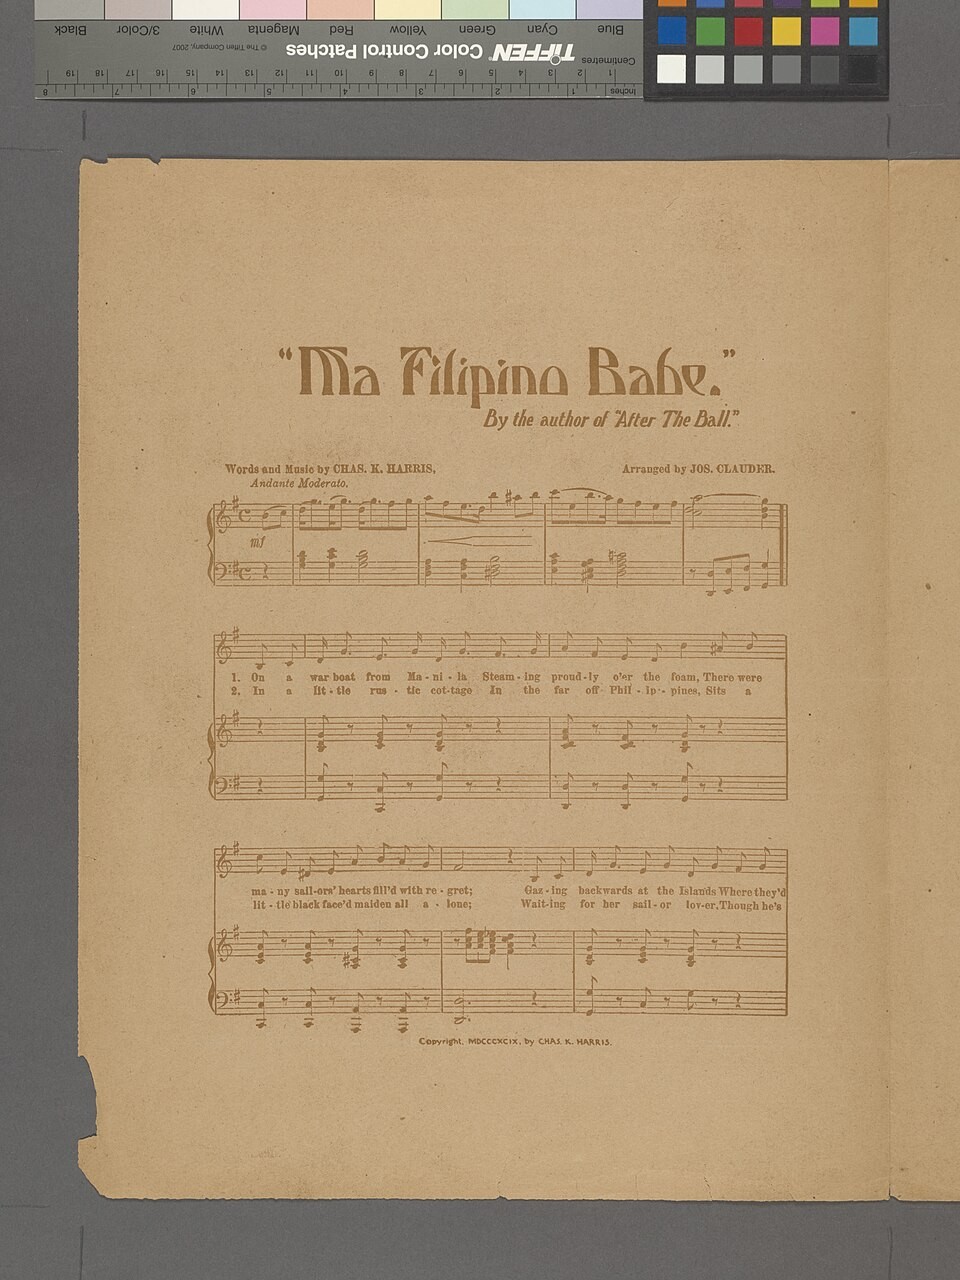 Black 3/Color White Magenta Red Yellow Green Cyan Blue
© The Tiffen Company, 2007 TIFFEN® Color Control Patches
Centimetres 1 2 3 4 5 6 7 8 9 10 11 12 13 14 15 16 17 18 19
Inches 1 2 3 4 5 6 7 8
"Ma Filipino Babe."
By the author of "After The Ball."
Words and Music by CHAS. K. HARRIS,
Arranged by JOS. CLAUDER.
Andante Moderato.
mf
1. On a war boat from Ma - ni - la Steam - ing proud - ly o'er the foam, There were
2. In a lit - tle rus - tic cot-tage In the far off Phil - ip - pines, Sits a
ma - ny sail-ors' hearts fill'd with re - gret; Gaz - ing backwards at the Islands Where they'd
lit - tle black face'd maiden all a - lone; Wait-ing for her sail - or lov-er, Though he's
Copyright, MDCCCXCIX, by CHAS. K. HARRIS.